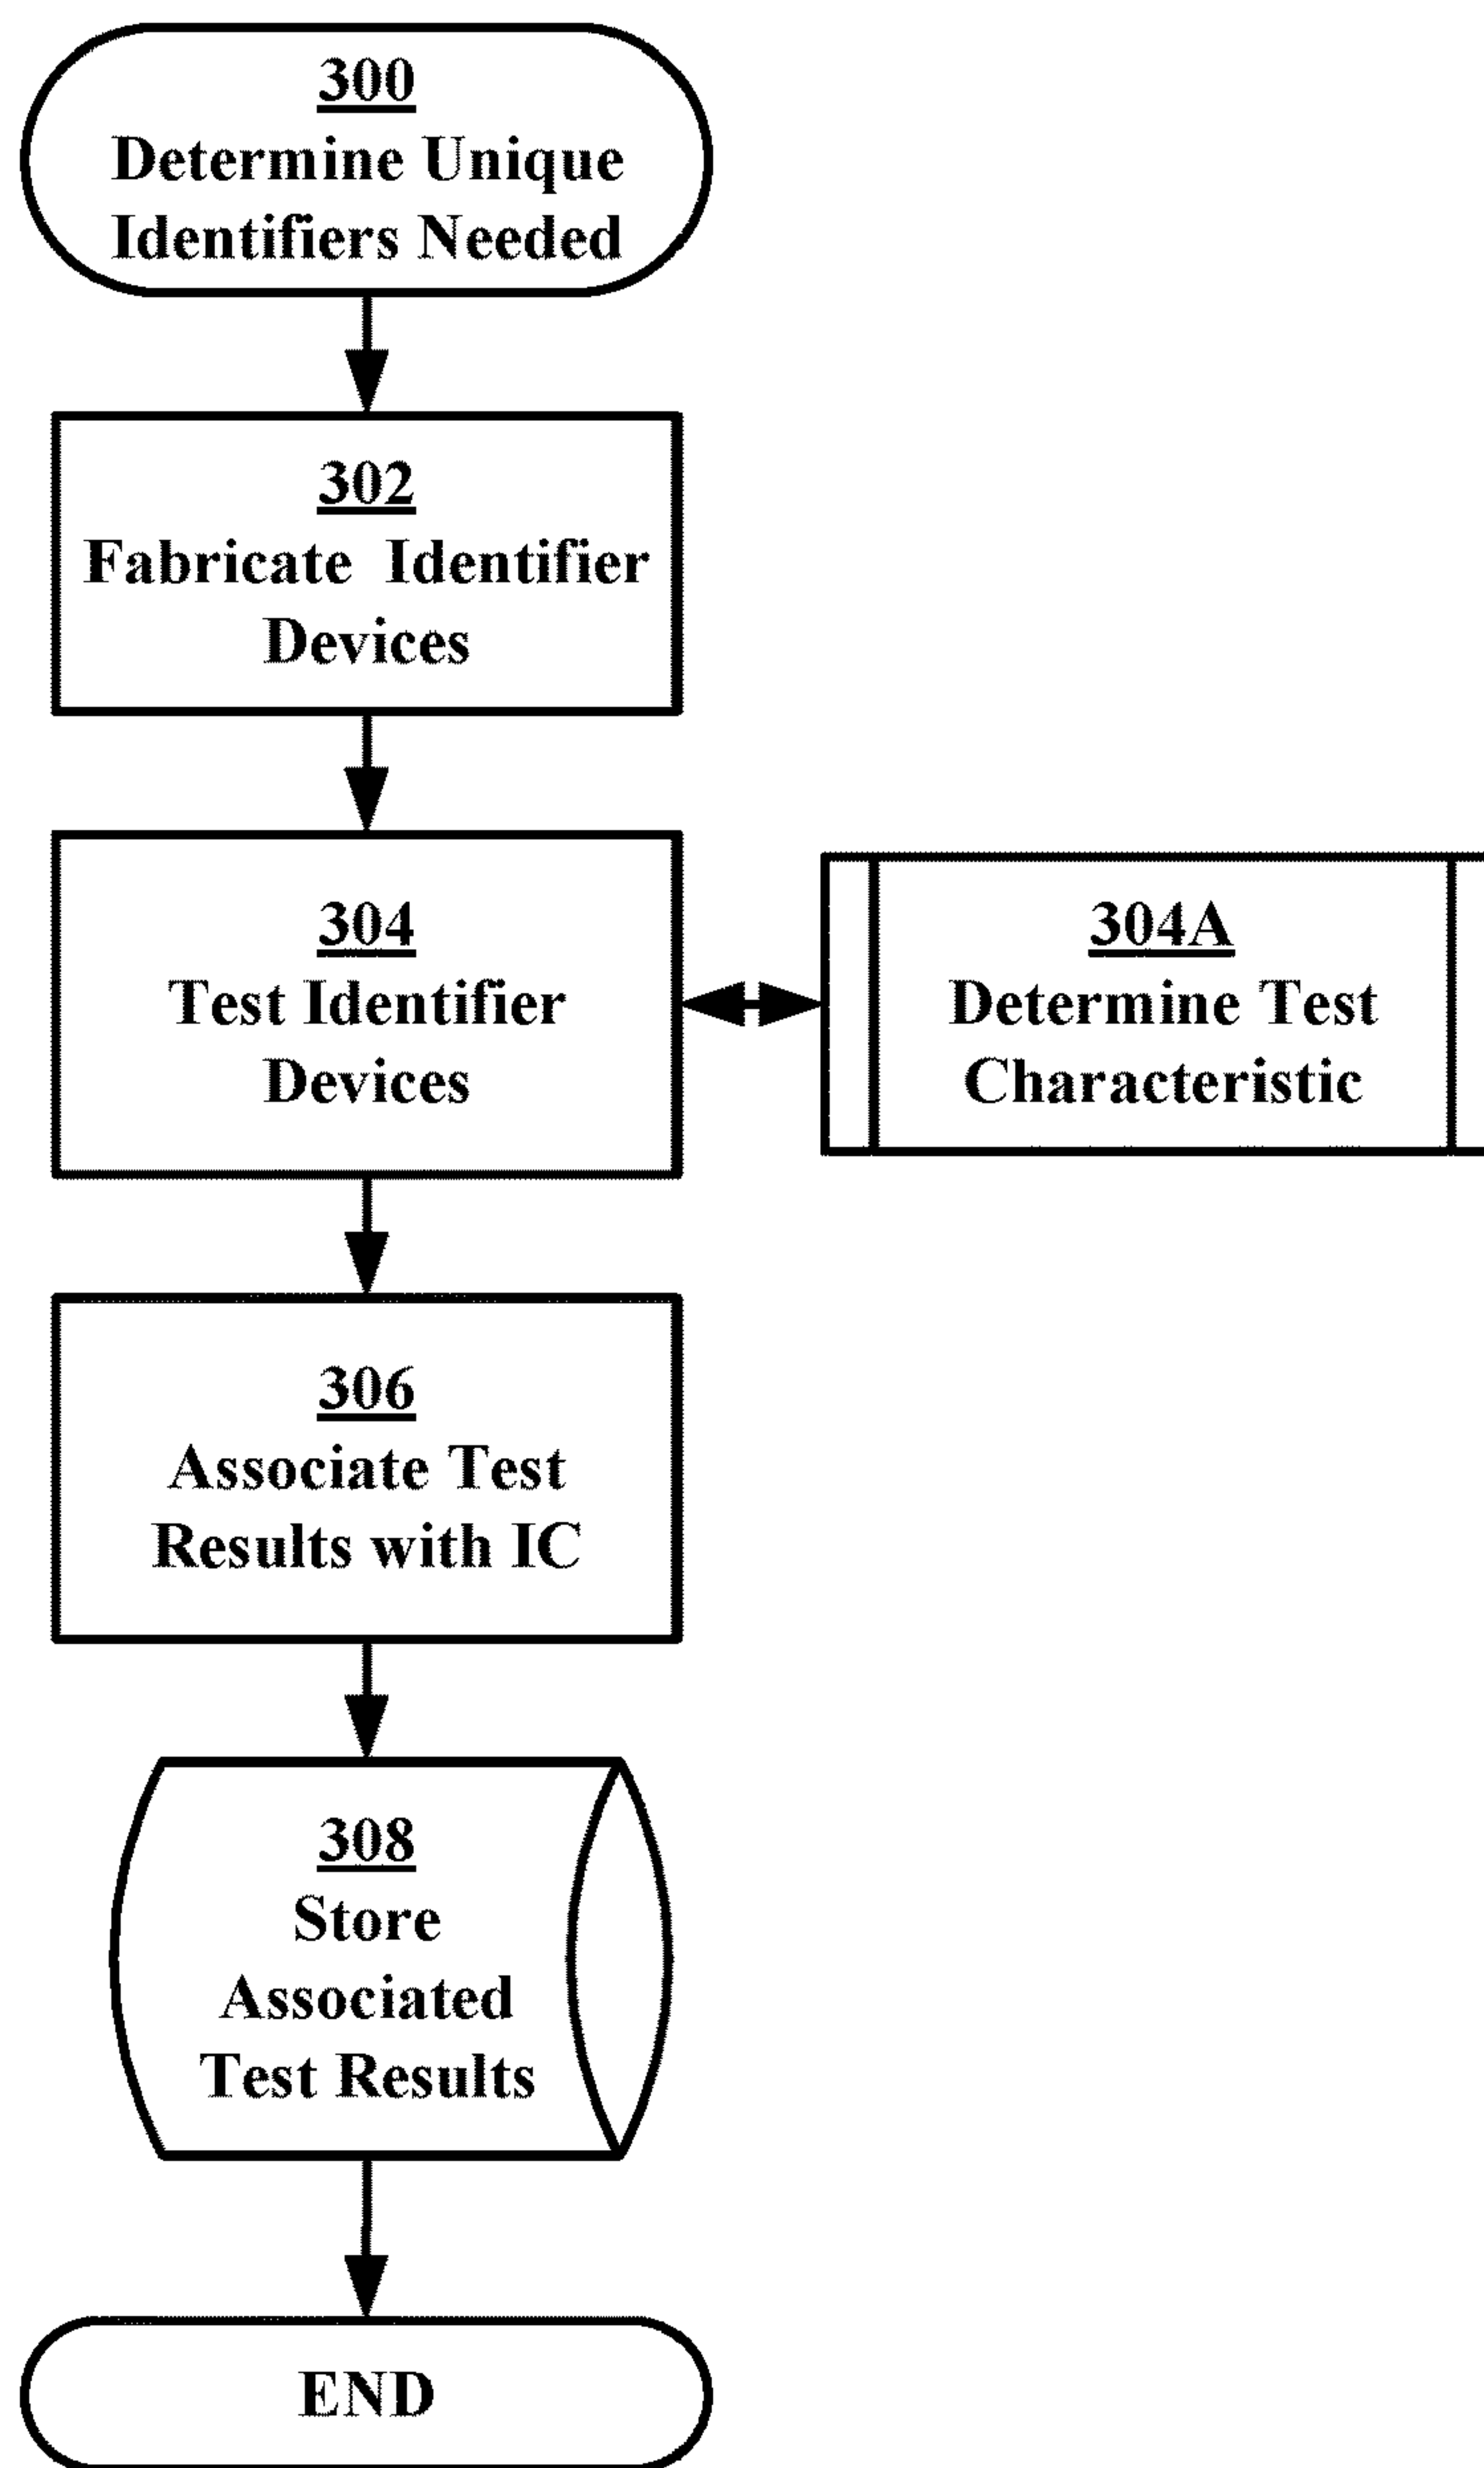 300
Determine Unique
Identifiers Needed
302
Fabricate Identifier
Devices
304
Test Identifier
Devices
304A
Determine Test
Characteristic
306
Associate Test
Results with IC
308
Store
Associated
Test Results
END